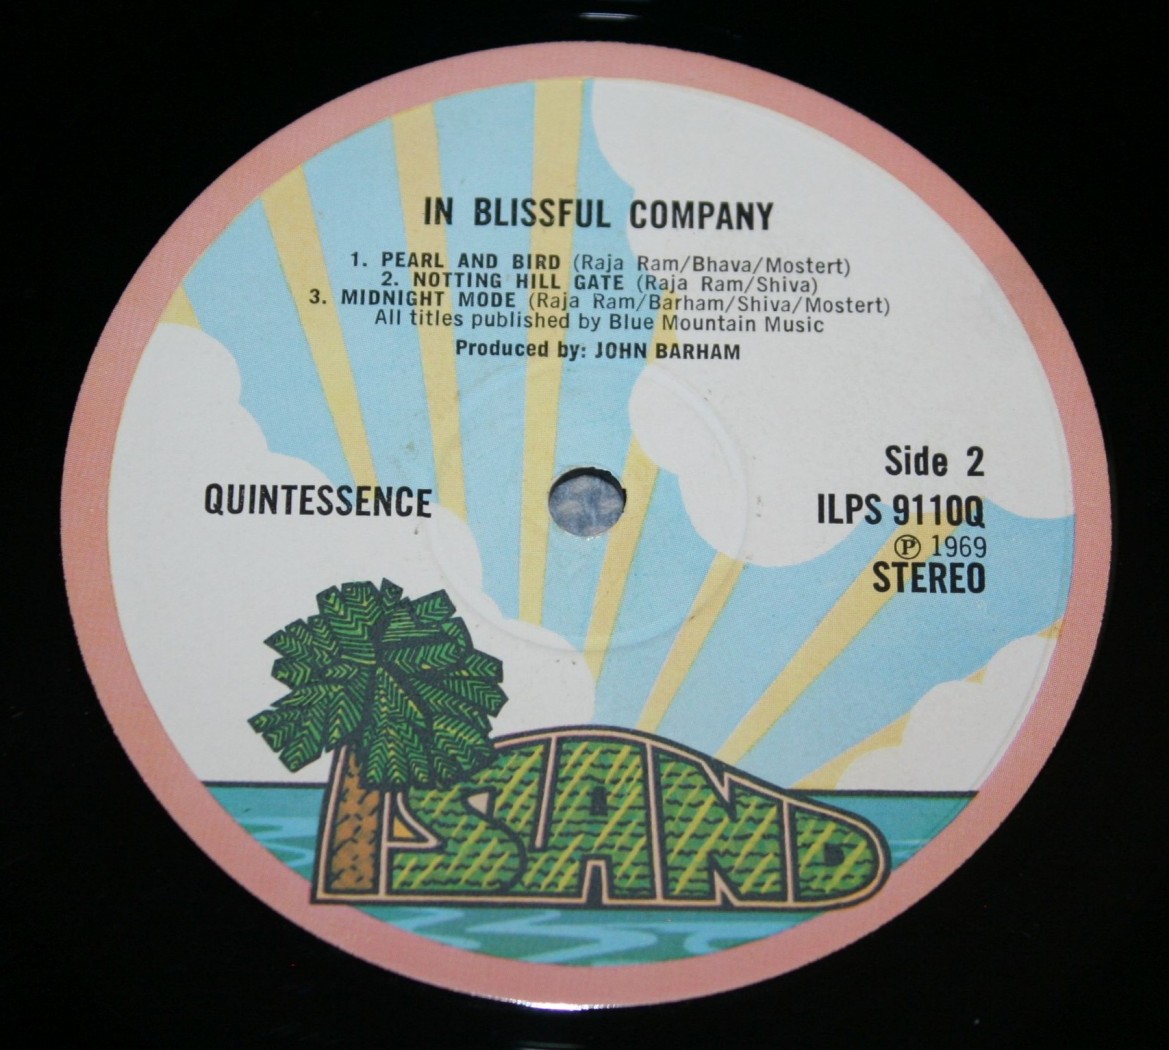 IN BLISSFUL COMPANY
1. PEARL AND BIRD (Raja Ram/Bhava/Mostert)
2. NOTTING HILL GATE (Raja Ram/Shiva)
3. MIDNIGHT MODE (Raja Ram/Barham/Shiva/Mostert)
All titles published by Blue Mountain Music
Produced by: JOHN BARHAM
Side 2
QUINTESSENCE
ILPS 9110Q
Ⓟ 1969
STEREO
ISLAND